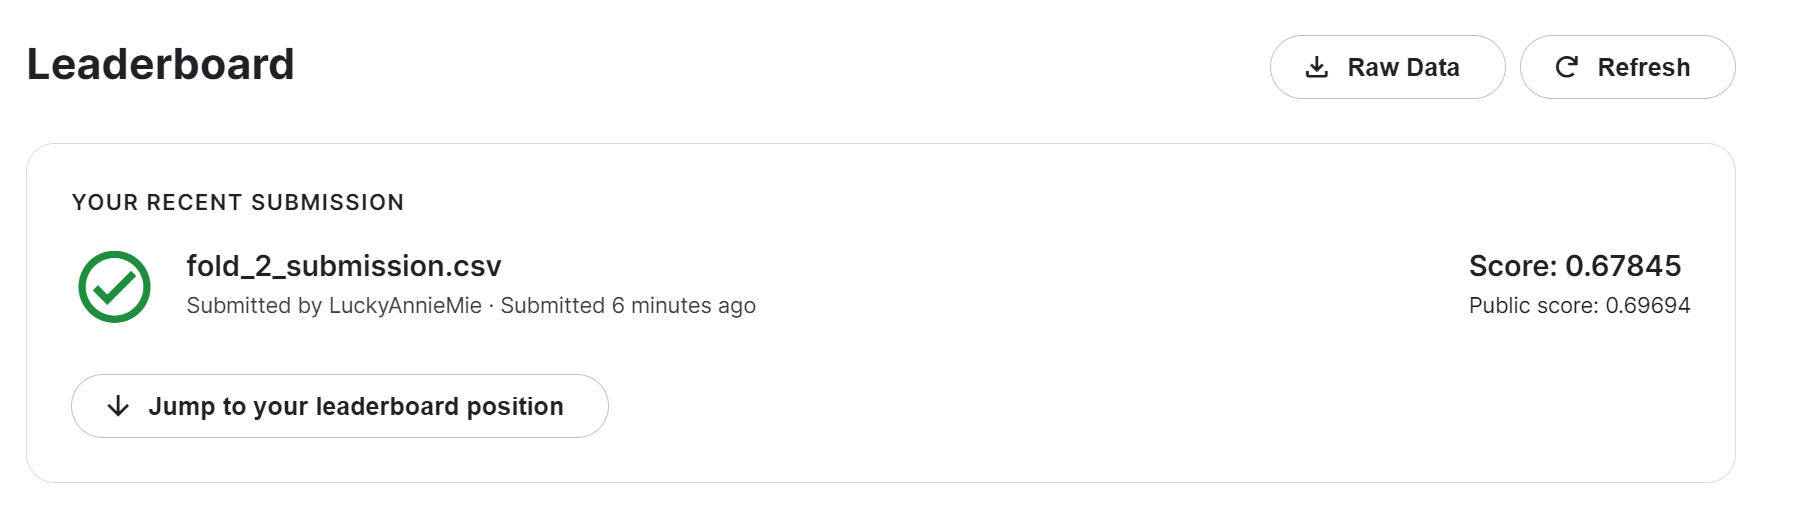 Leaderboard
Raw Data
Refresh
YOUR RECENT SUBMISSION
fold_2_submission.csv
Score: 0.67845
Submitted by LuckyAnnieMie · Submitted 6 minutes ago
Public score: 0.69694
Jump to your leaderboard position